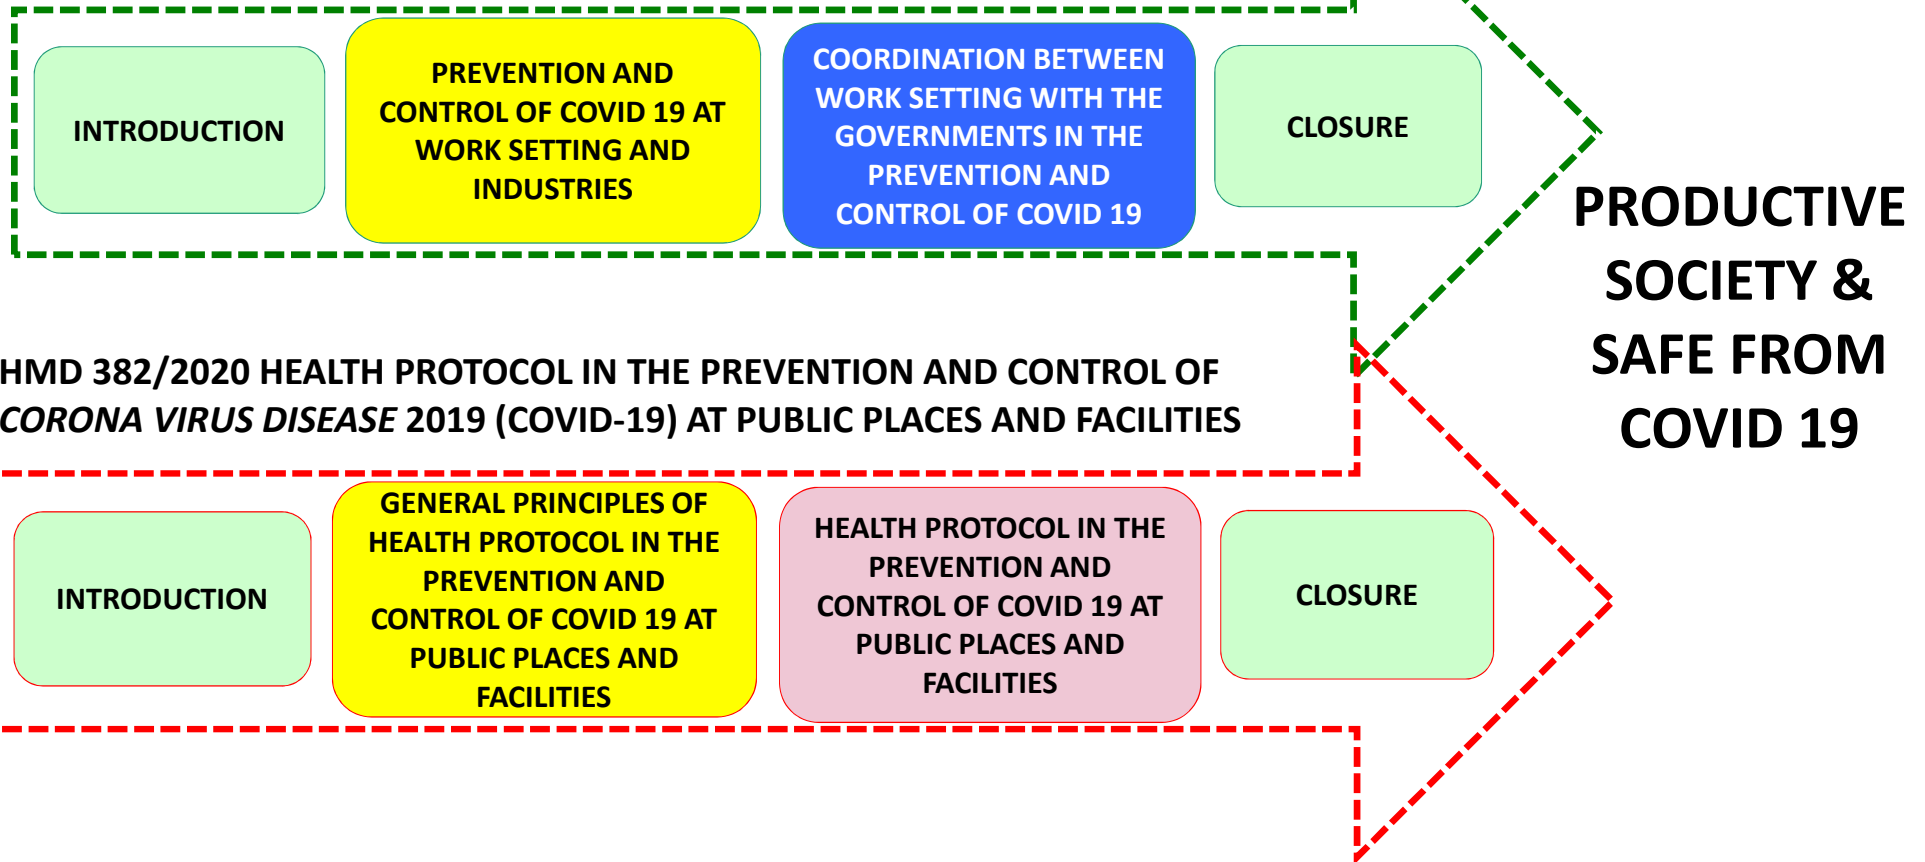 INTRODUCTION
PREVENTION AND
CONTROL OF COVID 19 AT
WORK SETTING AND
INDUSTRIES
COORDINATION BETWEEN
WORK SETTING WITH THE
GOVERNMENTS IN THE
PREVENTION AND
CONTROL OF COVID 19
CLOSURE
PRODUCTIVE
SOCIETY &
SAFE FROM
COVID 19
HMD 382/2020 HEALTH PROTOCOL IN THE PREVENTION AND CONTROL OF
CORONA VIRUS DISEASE 2019 (COVID-19) AT PUBLIC PLACES AND FACILITIES
INTRODUCTION
GENERAL PRINCIPLES OF
HEALTH PROTOCOL IN THE
PREVENTION AND
CONTROL OF COVID 19 AT
PUBLIC PLACES AND
FACILITIES
HEALTH PROTOCOL IN THE
PREVENTION AND
CONTROL OF COVID 19 AT
PUBLIC PLACES AND
FACILITIES
CLOSURE